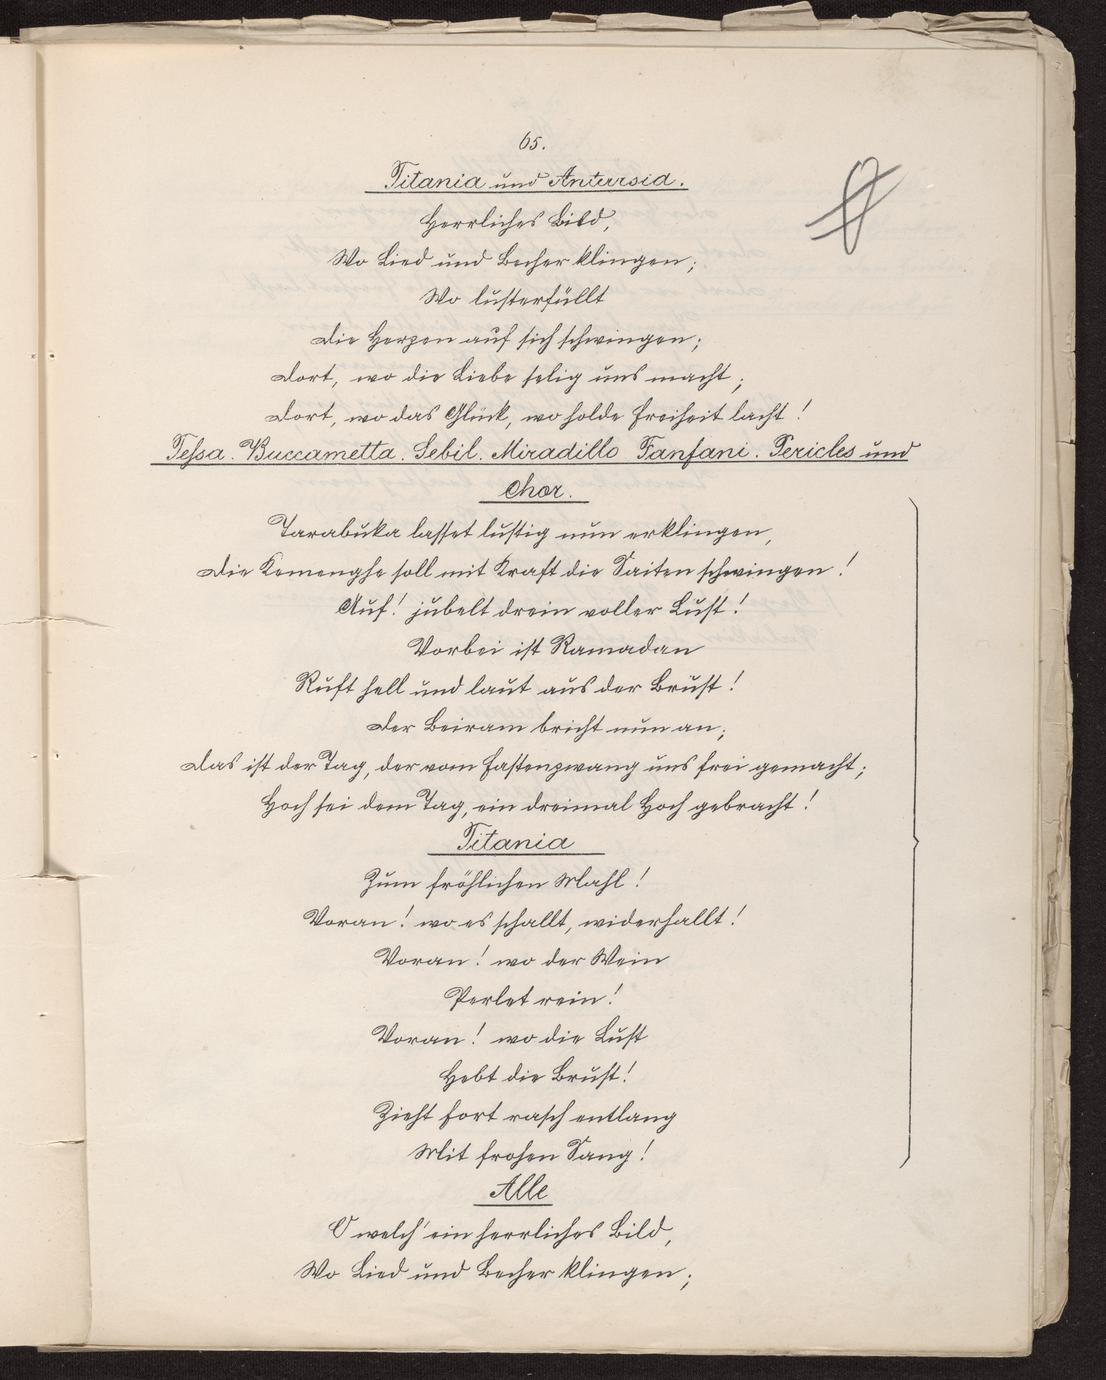 65.
Titania und Antarsid.
Herrliches Bild,
Wo Lied und Becher klingen;
Wo lusterfüllt
Die Herzen auf sich schwingen;
Dort, wo die Liebe selig uns macht;
Dort, wo das Glück, wo holde Freiheit lacht!
Tessa. Buccametta. Sebil. Miradillo Fanfani. Pericles und
Chor.
Tarabuka lasset lustig nun erklingen,
Die Kemenghe soll mit Kraft die Saiten schwingen!
Auf! jubelt drein voller Lust!
Vorbei ist Ramadan
Ruft hell und laut aus der Brust!
Der Beiram bricht nun an;
Das ist der Tag, der vom Fastenzwang uns frei gemacht;
Hoch sei dem Tag, ein dreimal Hoch gebracht!
Titania
Zum fröhlichen Mahl!
Voran! wo es schallt, widerhallt!
Voran! wo der Wein
Perlet rein!
Voran! wo die Lust
Hebt die Brust!
Zieht fort rasch entlang
Mit frohen Sang!
Alle
O welch' ein herrliches Bild,
Wo Lied und Becher klingen;